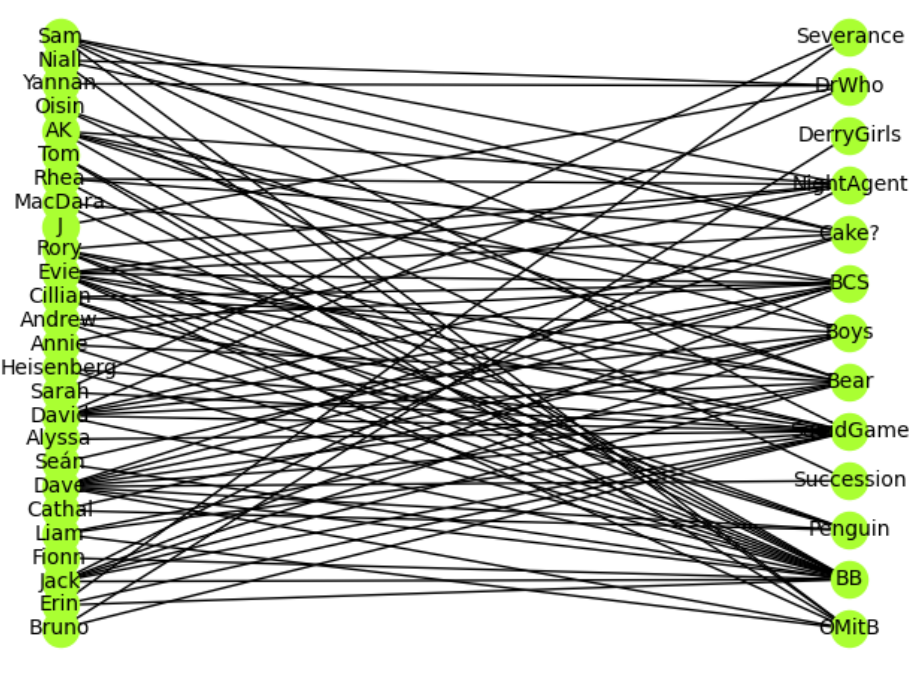 Sam
Niall
Yannan
Oisin
AK
Tom
Rhea
MacDara
J
Rory
Evie
Cillian
Andrew
Annie
Heisenberg
Sarah
David
Alyssa
Seán
Dave
Cathal
Liam
Fionn
Jack
Erin
Bruno
Severance
DrWho
DerryGirls
NightAgent
Cake?
BCS
Boys
Bear
SquidGame
Succession
Penguin
BB
OMitB